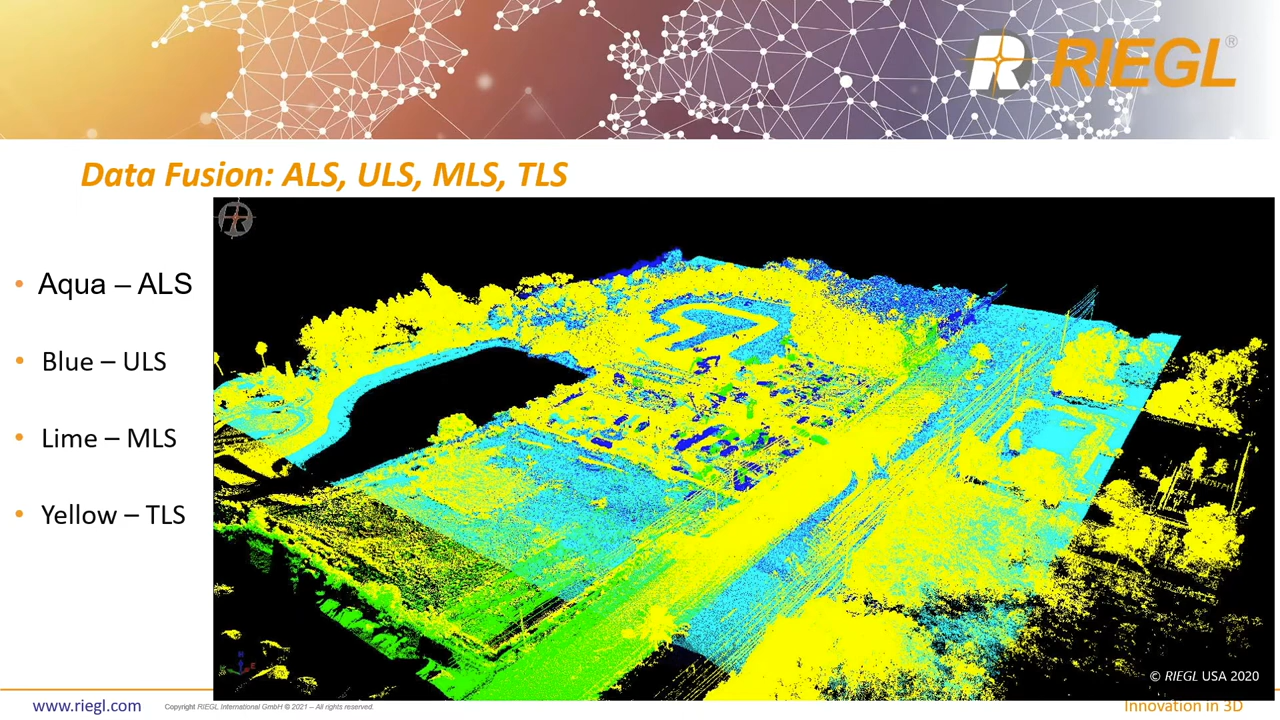 RIEGL®
Data Fusion: ALS, ULS, MLS, TLS
• Aqua – ALS
• Blue – ULS
• Lime – MLS
• Yellow – TLS
© RIEGL USA 2020
www.riegl.com
Copyright RIEGL International GmbH © 2021 – All rights reserved.
Innovation in 3D